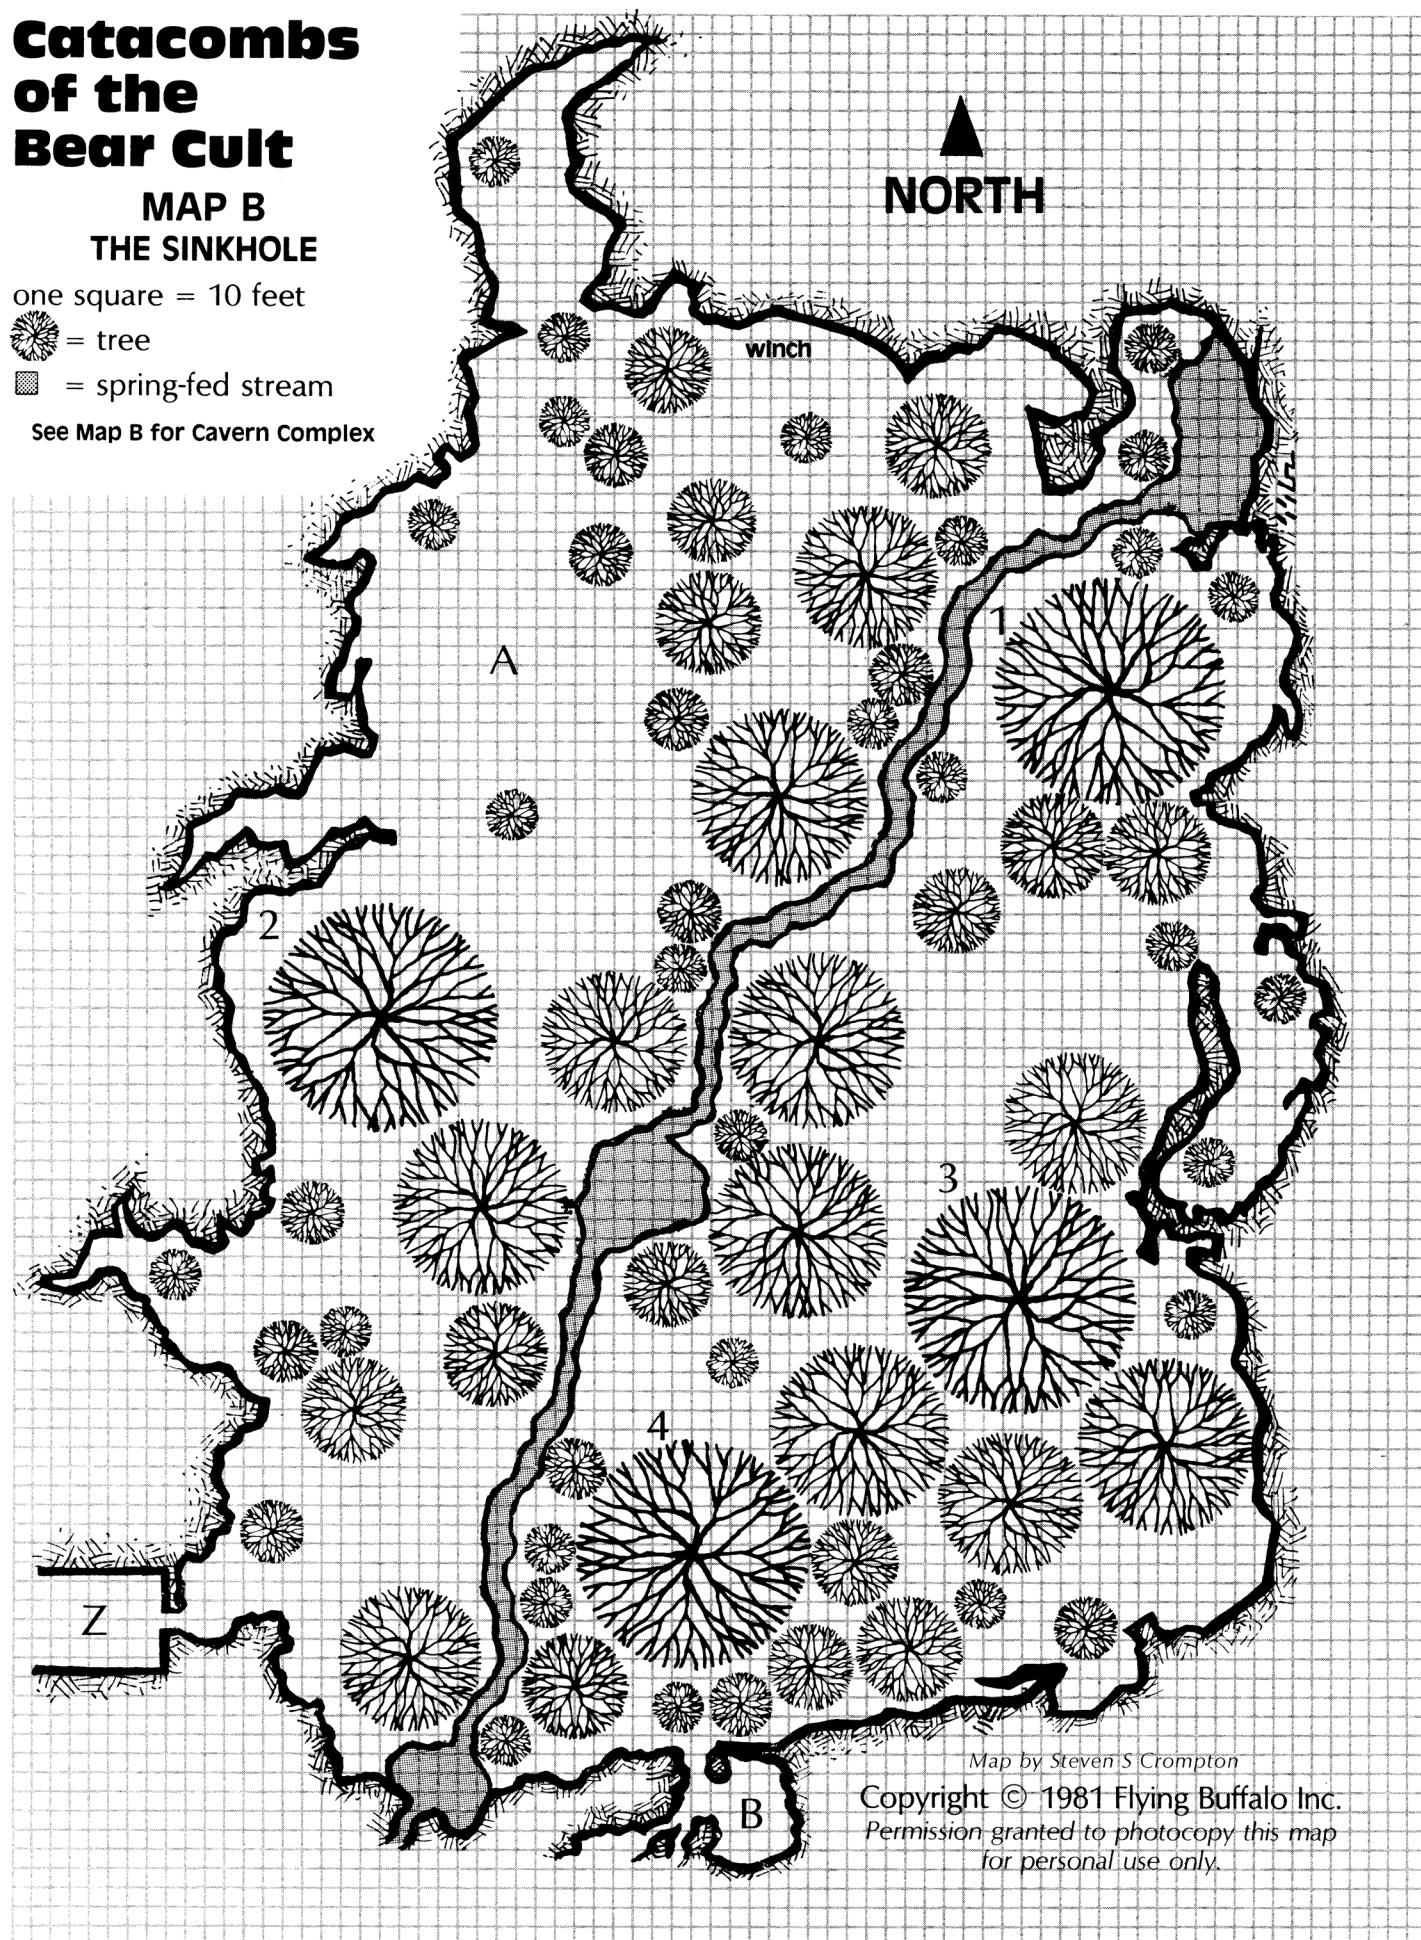 Catacombs
of the
Bear Cult
MAP B
THE SINKHOLE
one square = 10 feet
= tree
= spring-fed stream
See Map B for Cavern Complex
NORTH
winch
1
A
2
3
4
Z
B
Map by Steven S Crompton
Copyright © 1981 Flying Buffalo Inc.
Permission granted to photocopy this map
for personal use only.